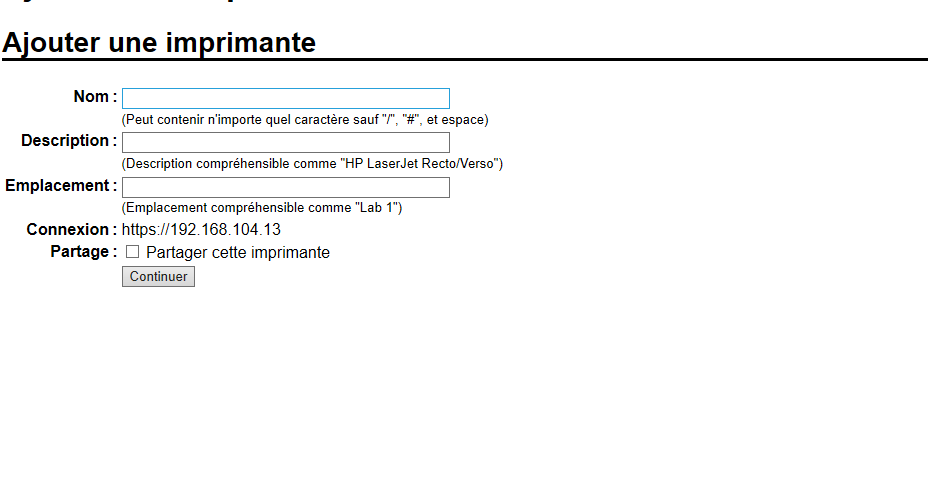 Ajouter une imprimante
Nom :
(Peut contenir n'importe quel caractère sauf "/", "#", et espace)
Description :
(Description compréhensible comme "HP LaserJet Recto/Verso")
Emplacement :
(Emplacement compréhensible comme "Lab 1")
Connexion : https://192.168.104.13
Partage : Partager cette imprimante
Continuer